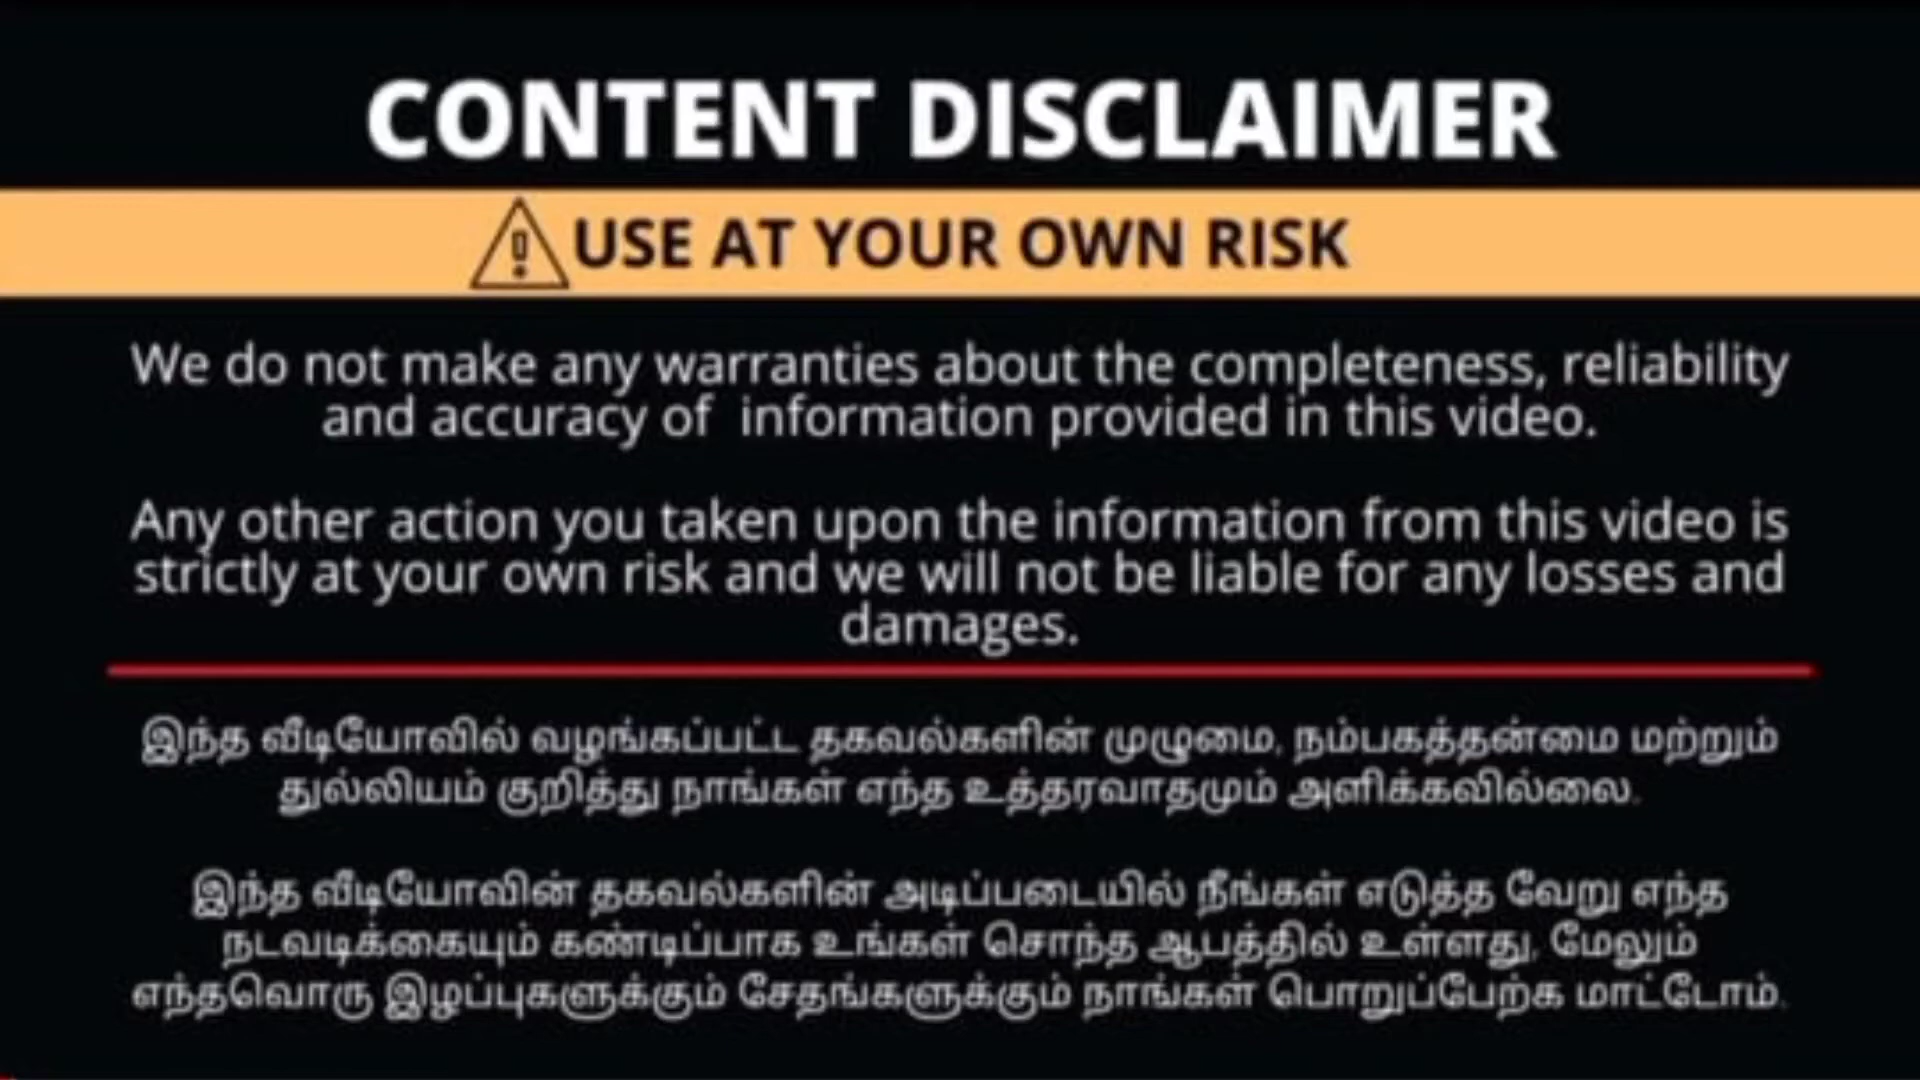 CONTENT DISCLAIMER
USE AT YOUR OWN RISK
We do not make any warranties about the completeness, reliability
and accuracy of information provided in this video.
Any other action you taken upon the information from this video is
strictly at your own risk and we will not be liable for any losses and
damages.
இந்த வீடியோவில் வழங்கப்பட்ட தகவல்களின் முழுமை, நம்பகத்தன்மை மற்றும்
துல்லியம் குறித்து நாங்கள் எந்த உத்தரவாதமும் அளிக்கவில்லை.
இந்த வீடியோவின் தகவல்களின் அடிப்படையில் நீங்கள் எடுத்த வேறு எந்த
நடவடிக்கையும் கண்டிப்பாக உங்கள் சொந்த ஆபத்தில் உள்ளது, மேலும்
எந்தவொரு இழப்புகளுக்கும் சேதங்களுக்கும் நாங்கள் பொறுப்பேற்க மாட்டோம்.